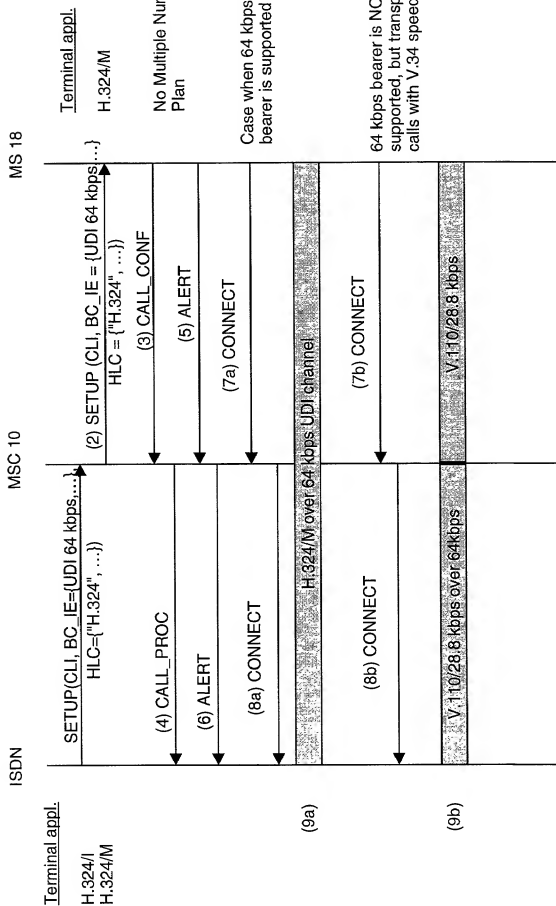 ISDN
MSC 10
MS 18
Terminal appl.
H.324/I
H.324/M
Terminal appl.
H.324/M
SETUP(CLI, BC_IE={UDI 64 kbps,...},
HLC={"H.324", ...})
(2) SETUP (CLI, BC_IE = {UDI 64 kbps,...}
HLC = {"H.324", ...})
No Multiple Num
Plan
(3) CALL_CONF
(4) CALL_PROC
(5) ALERT
(6) ALERT
Case when 64 kbps
bearer is supported
(7a) CONNECT
(8a) CONNECT
(9a)
H.324/M over 64 kbps UDI channel
64 kbps bearer is NO
supported, but transp
calls with V.34 speed
(7b) CONNECT
(8b) CONNECT
(9b)
V.110/28.8 kbps over 64kbps
V.110/28.8 kbps